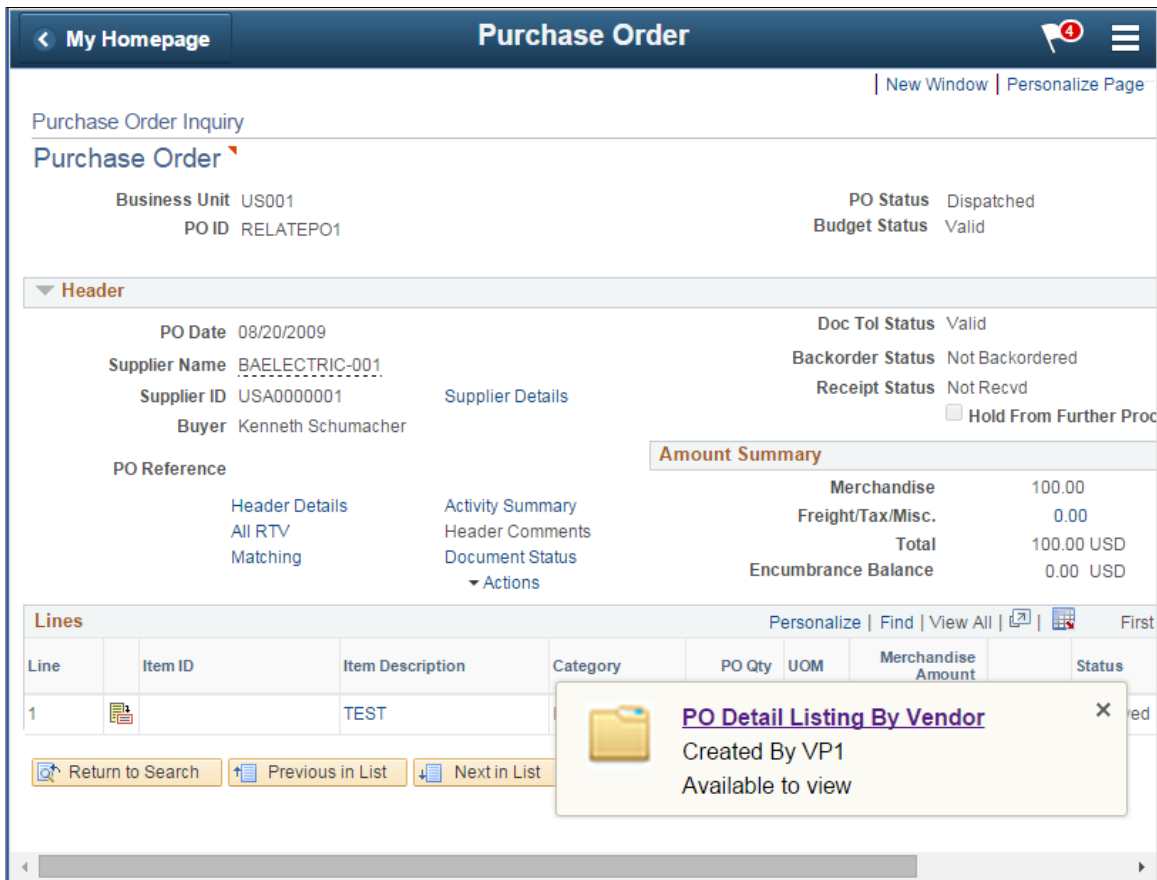 My Homepage
Purchase Order
4
New Window | Personalize Page
Purchase Order Inquiry
Purchase Order
Business Unit US001
PO Status Dispatched
PO ID RELATEPO1
Budget Status Valid
Header
PO Date 08/20/2009
Doc Tol Status Valid
Supplier Name BAELECTRIC-001
Backorder Status Not Backordered
Supplier ID USA0000001 Supplier Details
Receipt Status Not Recvd
Hold From Further Proc
Buyer Kenneth Schumacher
PO Reference
Amount Summary
Merchandise 100.00
Header Details Activity Summary
Freight/Tax/Misc. 0.00
All RTV Header Comments
Total 100.00 USD
Matching Document Status
Encumbrance Balance 0.00 USD
Actions
Lines Personalize | Find | View All | First
Line Item ID Item Description Category PO Qty UOM Merchandise Amount Status
1 TEST ved
PO Detail Listing By Vendor
Created By VP1
Available to view
Return to Search Previous in List Next in List